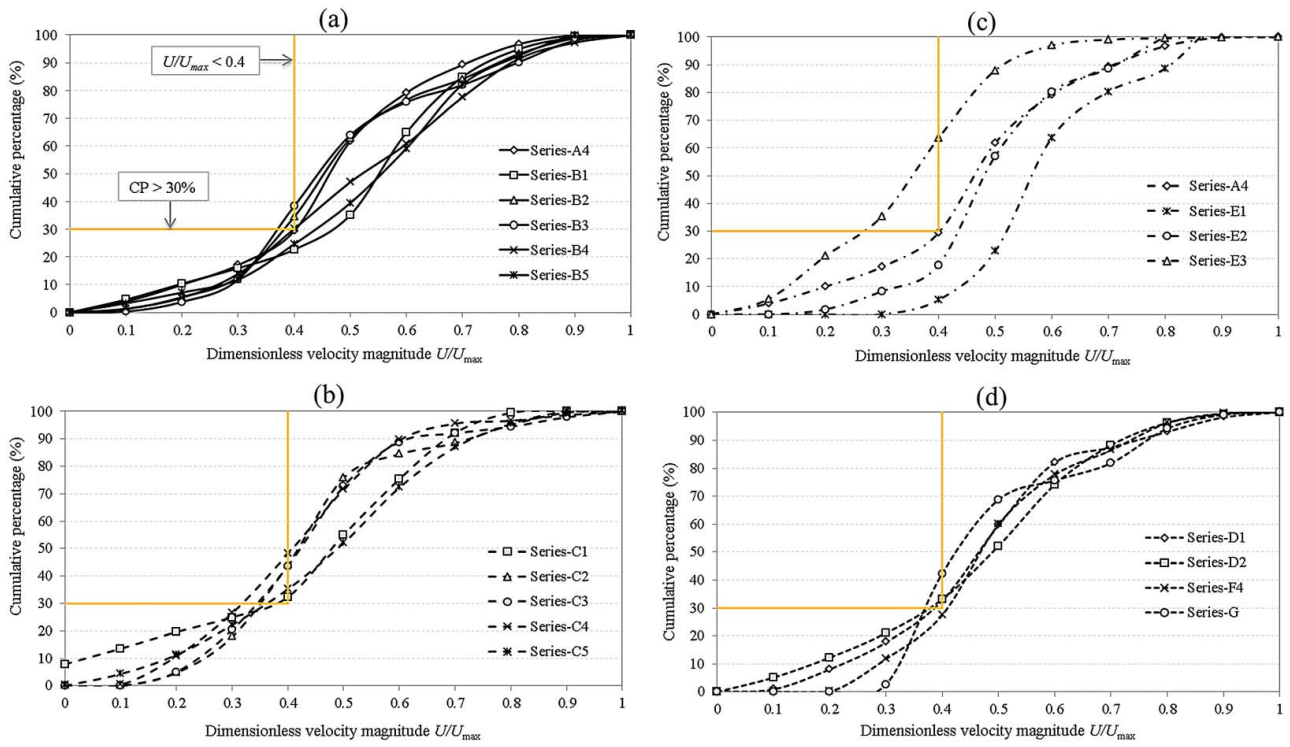 (a)
Cumulative percentage (%)
100
90
80
70
60
50
40
30
20
10
0
U/Umax < 0.4
CP > 30%
Series-A4
Series-B1
Series-B2
Series-B3
Series-B4
Series-B5
0 0.1 0.2 0.3 0.4 0.5 0.6 0.7 0.8 0.9 1
Dimensionless velocity magnitude U/Umax
(c)
Cumulative percentage (%)
100
90
80
70
60
50
40
30
20
10
0
Series-A4
Series-E1
Series-E2
Series-E3
0 0.1 0.2 0.3 0.4 0.5 0.6 0.7 0.8 0.9 1
Dimensionless velocity magnitude U/Umax
(b)
Cumulative percentage (%)
100
90
80
70
60
50
40
30
20
10
0
Series-C1
Series-C2
Series-C3
Series-C4
Series-C5
0 0.1 0.2 0.3 0.4 0.5 0.6 0.7 0.8 0.9 1
Dimensionless velocity magnitude U/Umax
(d)
Cumulative percentage (%)
100
90
80
70
60
50
40
30
20
10
0
Series-D1
Series-D2
Series-F4
Series-G
0 0.1 0.2 0.3 0.4 0.5 0.6 0.7 0.8 0.9 1
Dimensionless velocity magnitude U/Umax